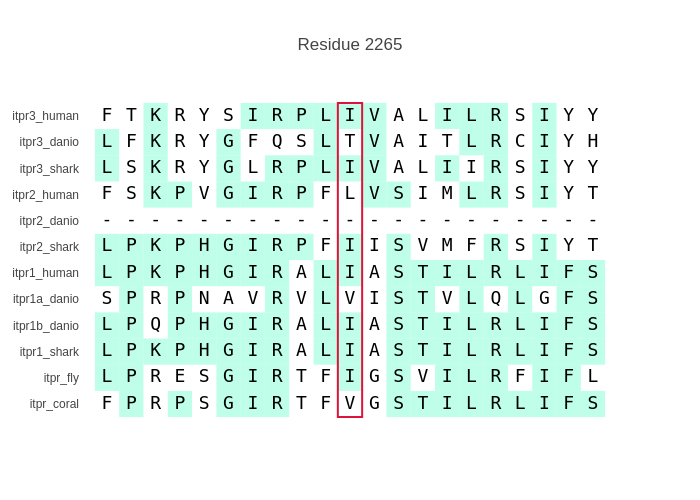 Residue 2265
itpr3_human F T K R Y S I R P L I V A L I L R S I Y Y
itpr3_danio L F K R Y G F Q S L T V A I T L R C I Y H
itpr3_shark L S K R Y G L R P L I V A L I I R S I Y Y
itpr2_human F S K P V G I R P F L V S I M L R S I Y T
itpr2_danio - - - - - - - - - - - - - - - - - - - - -
itpr2_shark L P K P H G I R P F I I S V M F R S I Y T
itpr1_human L P K P H G I R A L I A S T I L R L I F S
itpr1a_danio S P R P N A V R V L V I S T V L Q L G F S
itpr1b_danio L P Q P H G I R A L I A S T I L R L I F S
itpr1_shark L P K P H G I R A L I A S T I L R L I F S
itpr_fly L P R E S G I R T F I G S V I L R F I F L
itpr_coral F P R P S G I R T F V G S T I L R L I F S